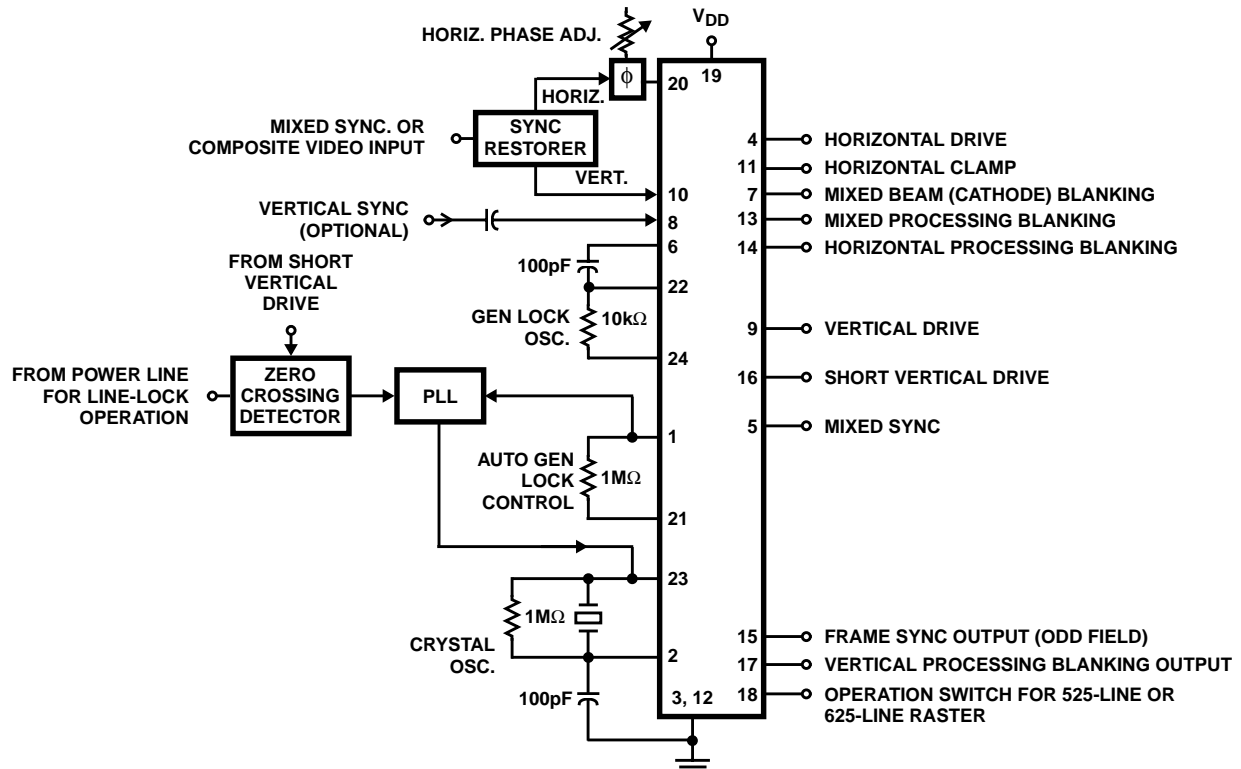 HORIZ. PHASE ADJ.
V_DD
ϕ
20
19
HORIZ.
MIXED SYNC. OR
COMPOSITE VIDEO INPUT
SYNC
RESTORER
VERT.
10
VERTICAL SYNC
(OPTIONAL)
8
6
100pF
22
GEN LOCK
OSC.
10kΩ
24
FROM SHORT
VERTICAL
DRIVE
FROM POWER LINE
FOR LINE-LOCK
OPERATION
ZERO
CROSSING
DETECTOR
PLL
1
AUTO GEN
LOCK
CONTROL
1MΩ
21
23
1MΩ
CRYSTAL
OSC.
2
100pF
3, 12
4 HORIZONTAL DRIVE
11 HORIZONTAL CLAMP
7 MIXED BEAM (CATHODE) BLANKING
13 MIXED PROCESSING BLANKING
14 HORIZONTAL PROCESSING BLANKING
9 VERTICAL DRIVE
16 SHORT VERTICAL DRIVE
5 MIXED SYNC
15 FRAME SYNC OUTPUT (ODD FIELD)
17 VERTICAL PROCESSING BLANKING OUTPUT
18 OPERATION SWITCH FOR 525-LINE OR
625-LINE RASTER